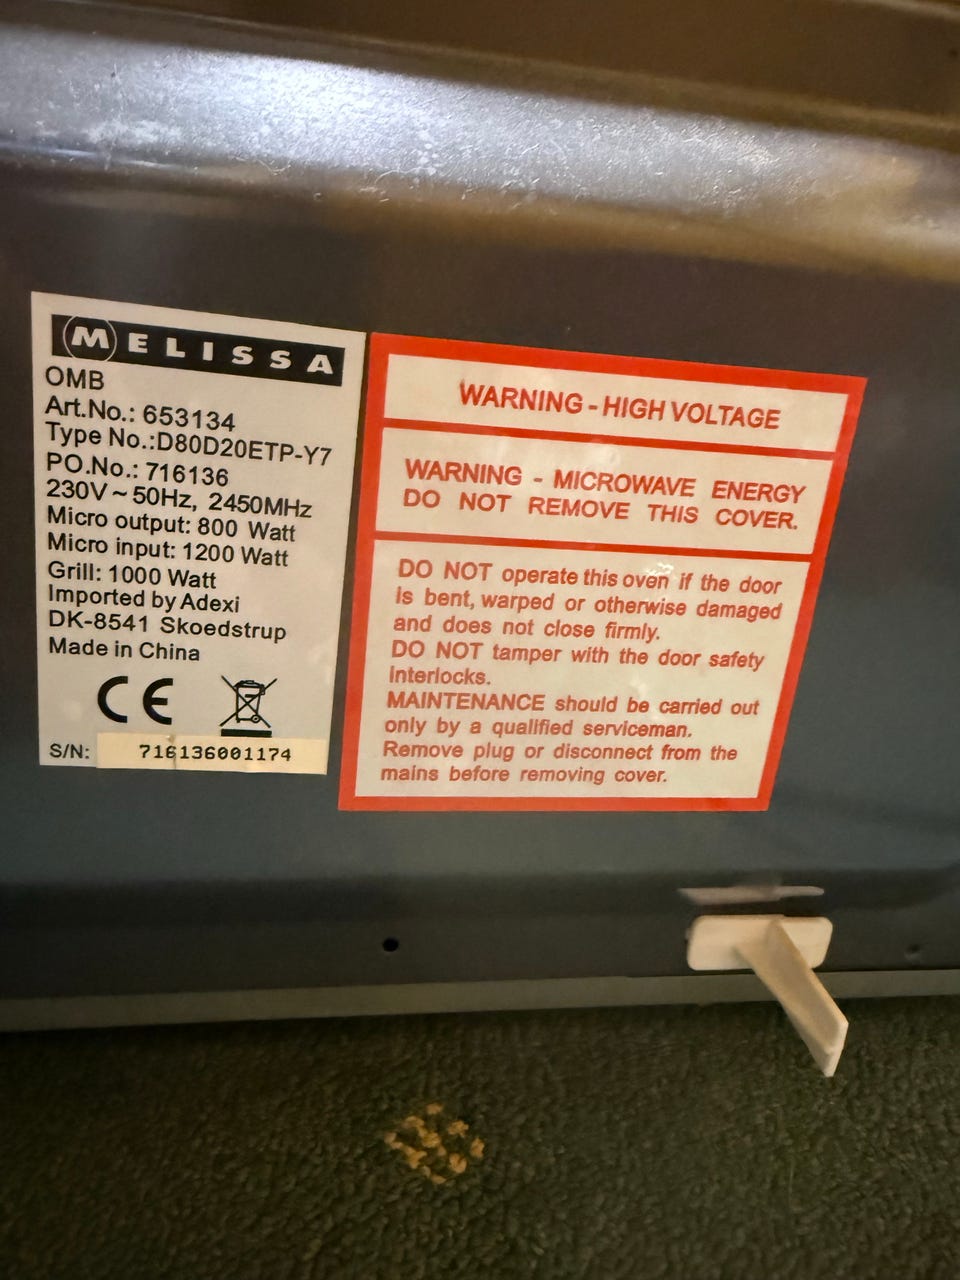 MELISSA
OMB
Art.No.: 653134
Type No.:D80D20ETP-Y7
PO.No.: 716136
230V ~ 50Hz, 2450MHz
Micro output: 800 Watt
Micro input: 1200 Watt
Grill: 1000 Watt
Imported by Adexi
DK-8541 Skoedstrup
Made in China
CE
S/N: 716136001174
WARNING - HIGH VOLTAGE
WARNING - MICROWAVE ENERGY
DO NOT REMOVE THIS COVER.
DO NOT operate this oven if the door
is bent, warped or otherwise damaged
and does not close firmly.
DO NOT tamper with the door safety
interlocks.
MAINTENANCE should be carried out
only by a qualified serviceman.
Remove plug or disconnect from the
mains before removing cover.